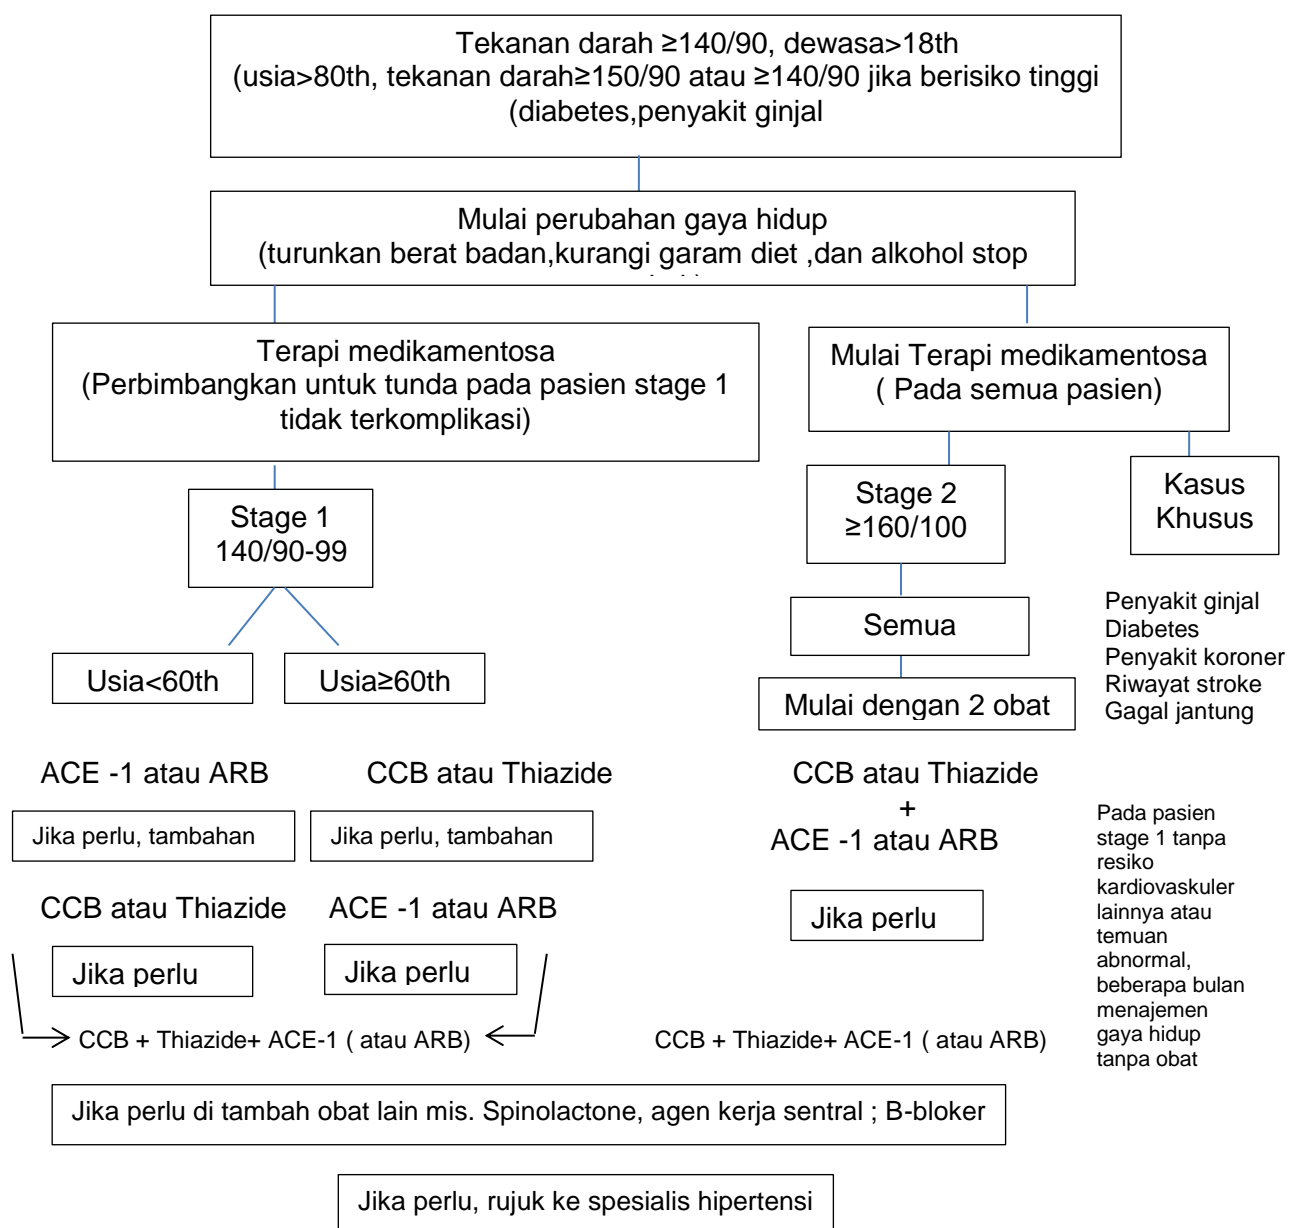 Tekanan darah ≥140/90, dewasa>18th
(usia>80th, tekanan darah≥150/90 atau ≥140/90 jika berisiko tinggi
(diabetes,penyakit ginjal
Mulai perubahan gaya hidup
(turunkan berat badan,kurangi garam diet ,dan alkohol stop
Terapi medikamentosa
(Perbimbangkan untuk tunda pada pasien stage 1
tidak terkomplikasi)
Mulai Terapi medikamentosa
( Pada semua pasien)
Stage 1
140/90-99
Stage 2
≥160/100
Kasus
Khusus
Usia<60th
Usia≥60th
Semua
Mulai dengan 2 obat
Penyakit ginjal
Diabetes
Penyakit koroner
Riwayat stroke
Gagal jantung
ACE -1 atau ARB
CCB atau Thiazide
CCB atau Thiazide
+
ACE -1 atau ARB
Jika perlu, tambahan
Jika perlu, tambahan
CCB atau Thiazide
ACE -1 atau ARB
Jika perlu
Jika perlu
Jika perlu
Pada pasien
stage 1 tanpa
resiko
kardiovaskuler
lainnya atau
temuan
abnormal,
beberapa bulan
menajemen
gaya hidup
tanpa obat
CCB + Thiazide+ ACE-1 ( atau ARB)
CCB + Thiazide+ ACE-1 ( atau ARB)
Jika perlu di tambah obat lain mis. Spinolactone, agen kerja sentral ; B-bloker
Jika perlu, rujuk ke spesialis hipertensi